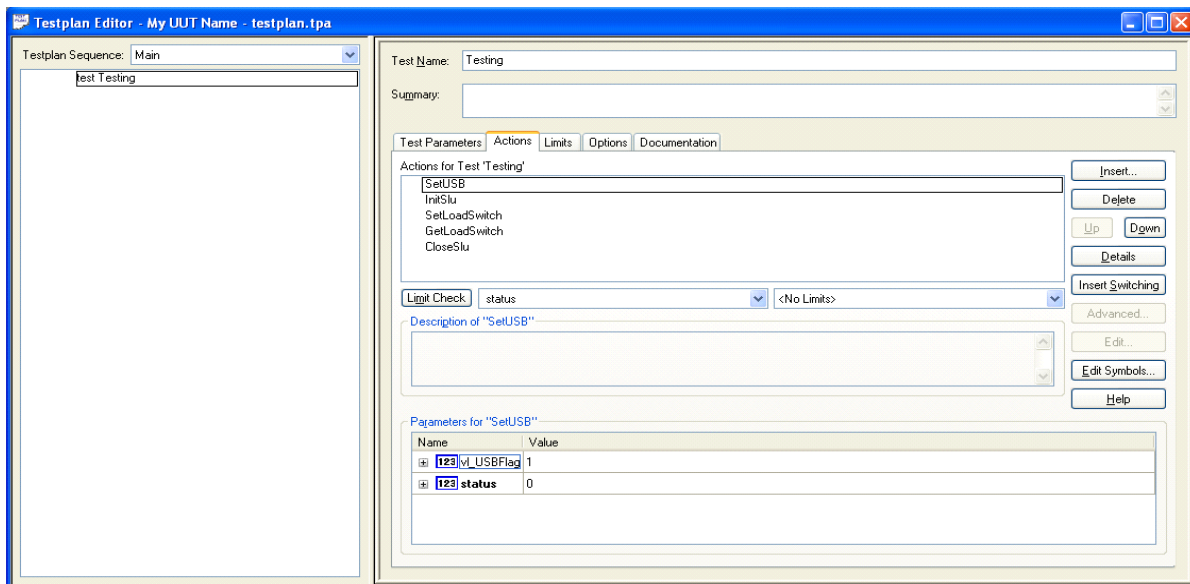 Testplan Editor - My UUT Name - testplan.tpa
Testplan Sequence: Main
test Testing
Test Name: Testing
Summary:
Test Parameters Actions Limits Options Documentation
Actions for Test 'Testing'
SetUSB
InitSlu
SetLoadSwitch
GetLoadSwitch
CloseSlu
Insert...
Delete
Up Down
Details
Insert Switching
Advanced...
Edit...
Edit Symbols...
Help
Limit Check status <No Limits>
Description of "SetUSB"
Parameters for "SetUSB"
Name Value
123 vl_USBFlag 1
123 status 0